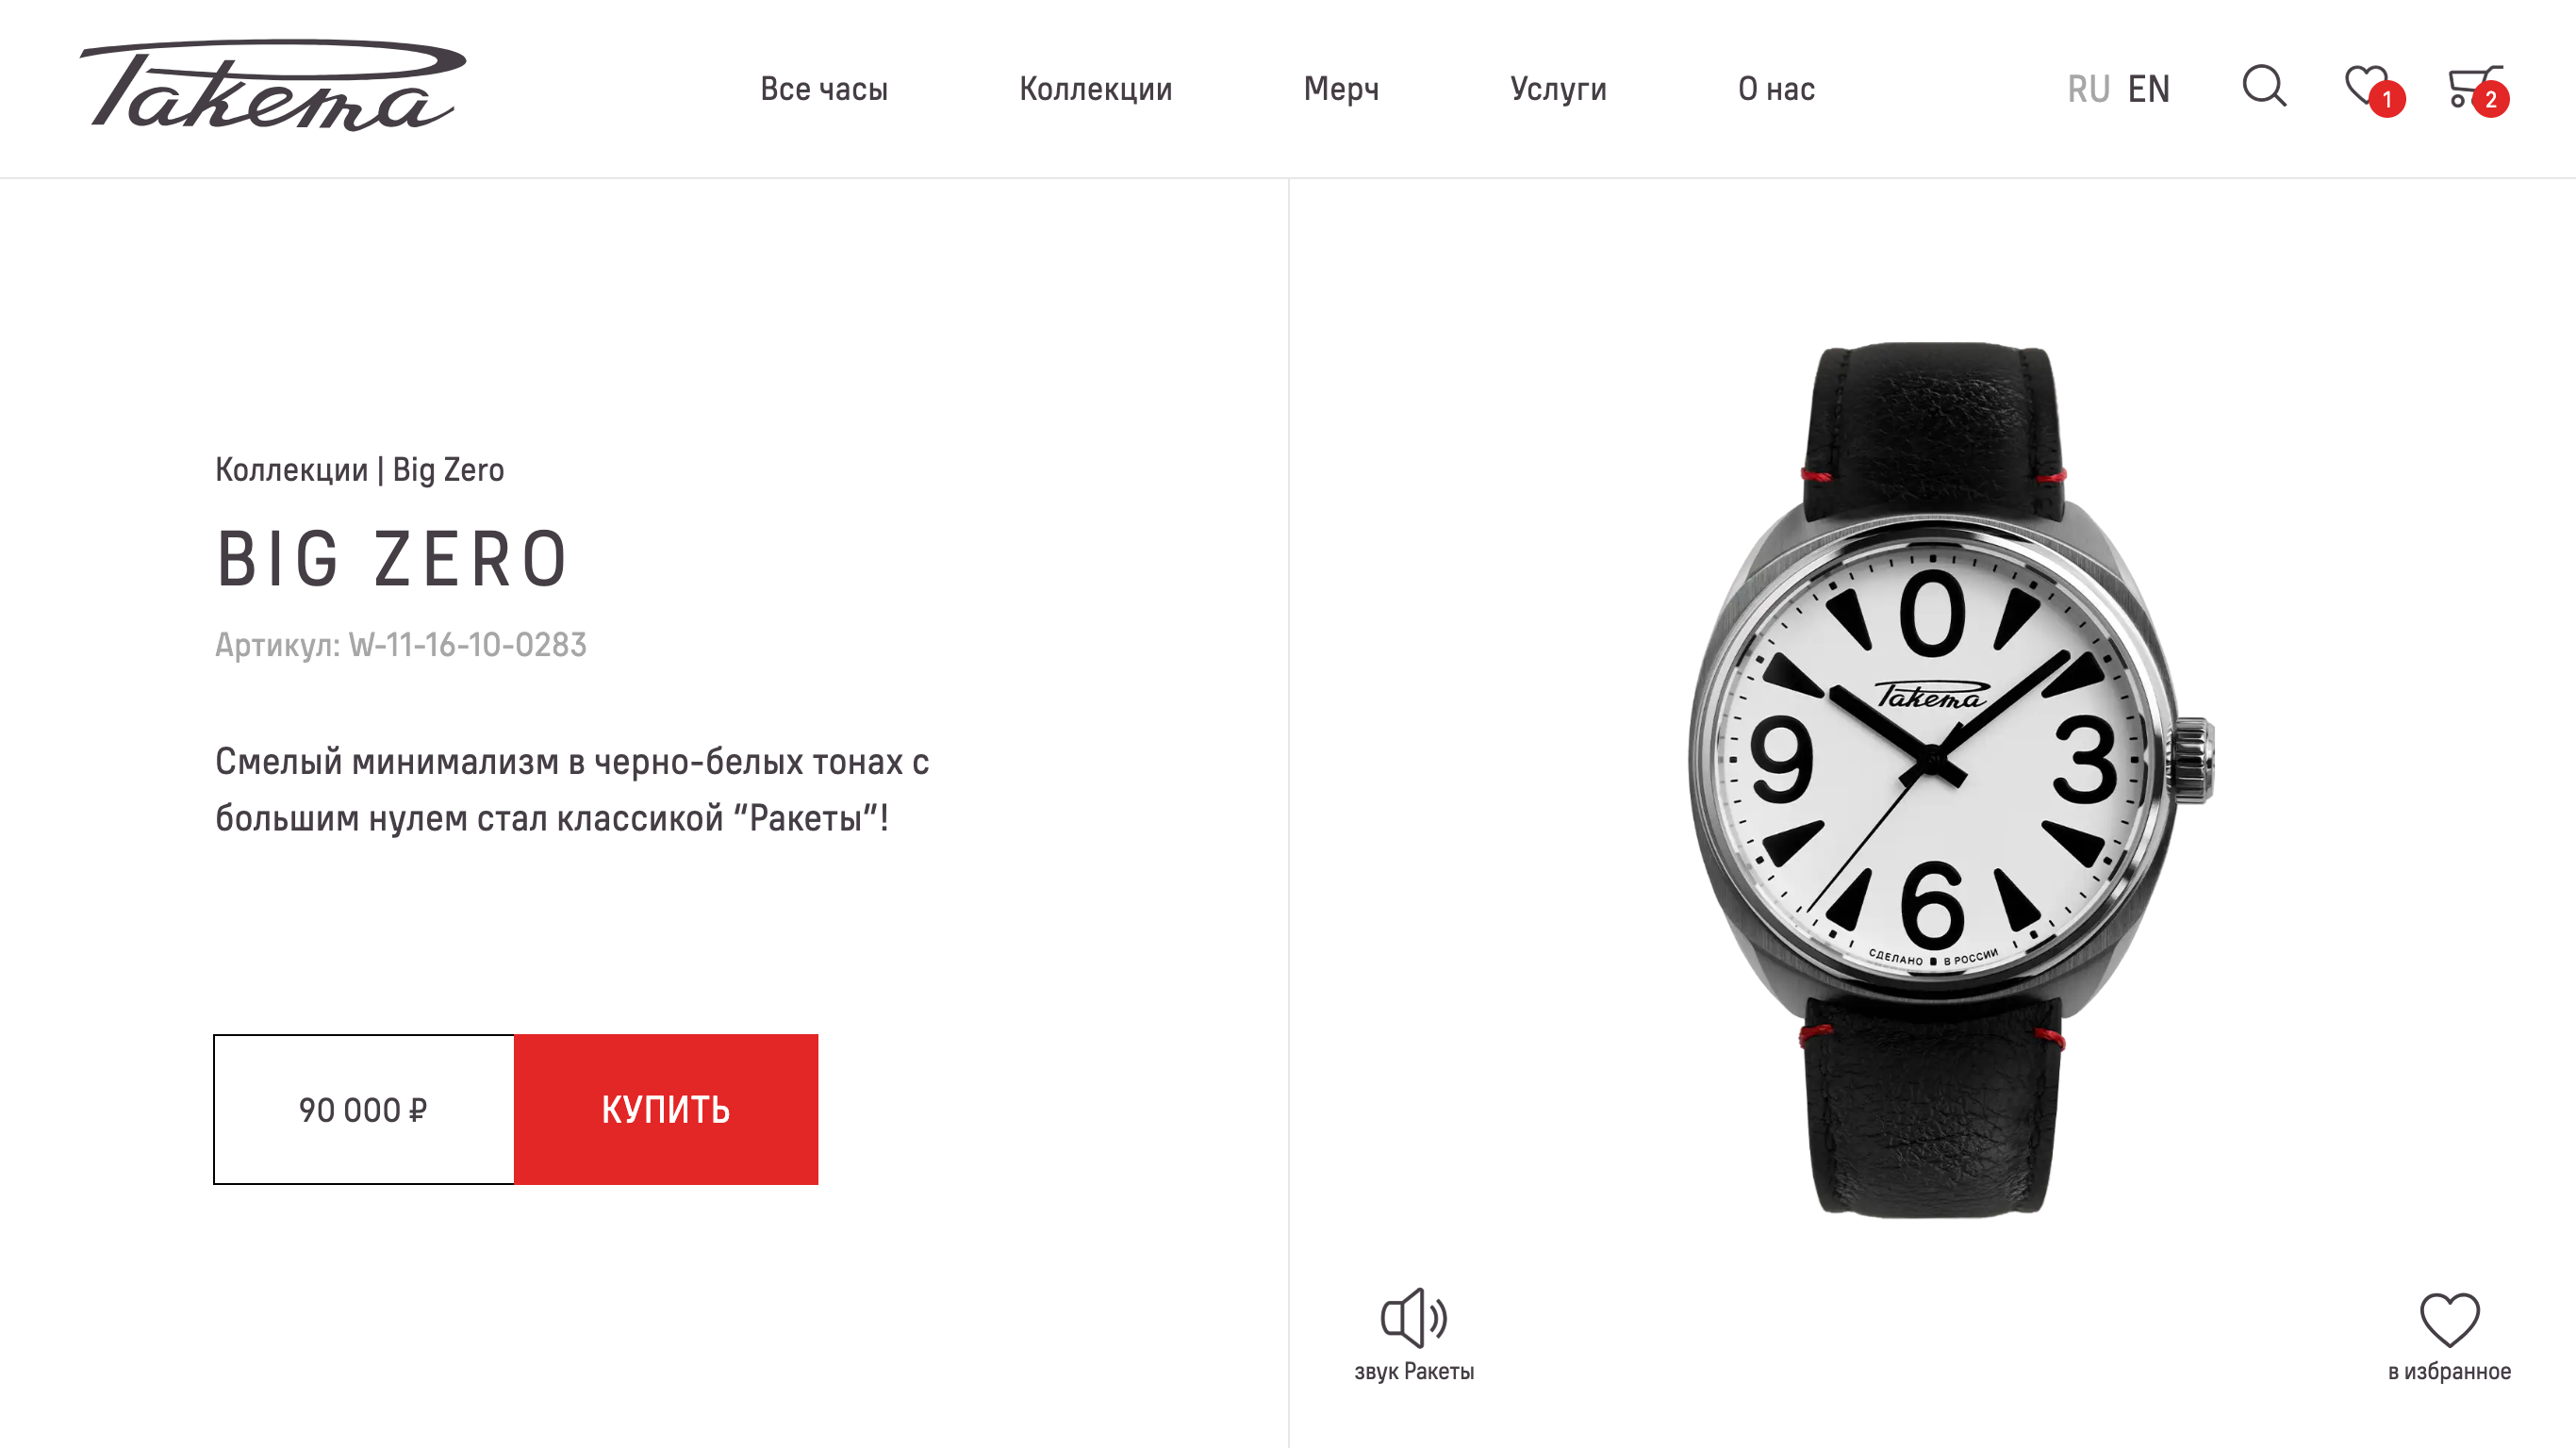 Ракета
Все часы
Коллекции
Мерч
Услуги
О нас
RU EN
1
2
Коллекции | Big Zero
BIG ZERO
Артикул: W-11-16-10-0283
Смелый минимализм в черно-белых тонах с
большим нулем стал классикой "Ракеты"!
90 000 ₽
КУПИТЬ
0
Ракета
9
3
6
СДЕЛАНО В РОССИИ
звук Ракеты
в избранное